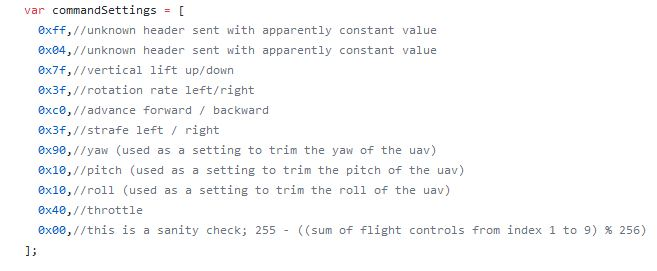 var commandSettings = [
0xff,//unknown header sent with apparently constant value
0x04,//unknown header sent with apparently constant value
0x7f,//vertical lift up/down
0x3f,//rotation rate left/right
0xc0,//advance forward / backward
0x3f,//strafe left / right
0x90,//yaw (used as a setting to trim the yaw of the uav)
0x10,//pitch (used as a setting to trim the pitch of the uav)
0x10,//roll (used as a setting to trim the roll of the uav)
0x40,//throttle
0x00,//this is a sanity check; 255 - ((sum of flight controls from index 1 to 9) % 256)
];